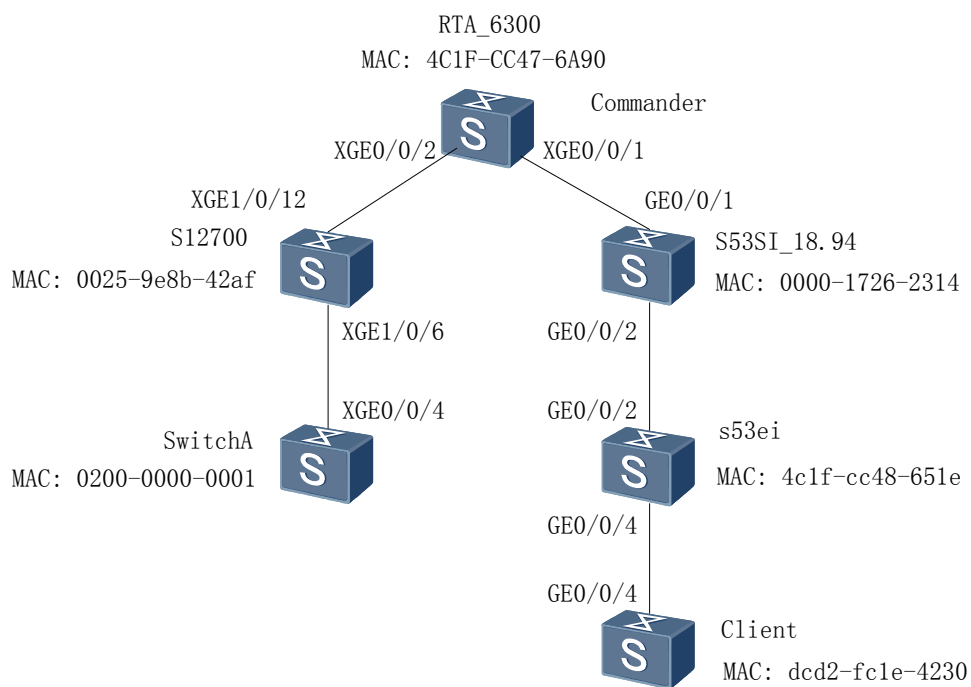 RTA_6300
MAC: 4C1F-CC47-6A90
Commander
XGE0/0/2
XGE0/0/1
S
XGE1/0/12
GE0/0/1
S12700
S53SI_18.94
MAC: 0025-9e8b-42af
MAC: 0000-1726-2314
S
S
XGE1/0/6
GE0/0/2
XGE0/0/4
GE0/0/2
SwitchA
s53ei
MAC: 0200-0000-0001
MAC: 4c1f-cc48-651e
S
S
GE0/0/4
GE0/0/4
Client
MAC: dcd2-fc1e-4230
S